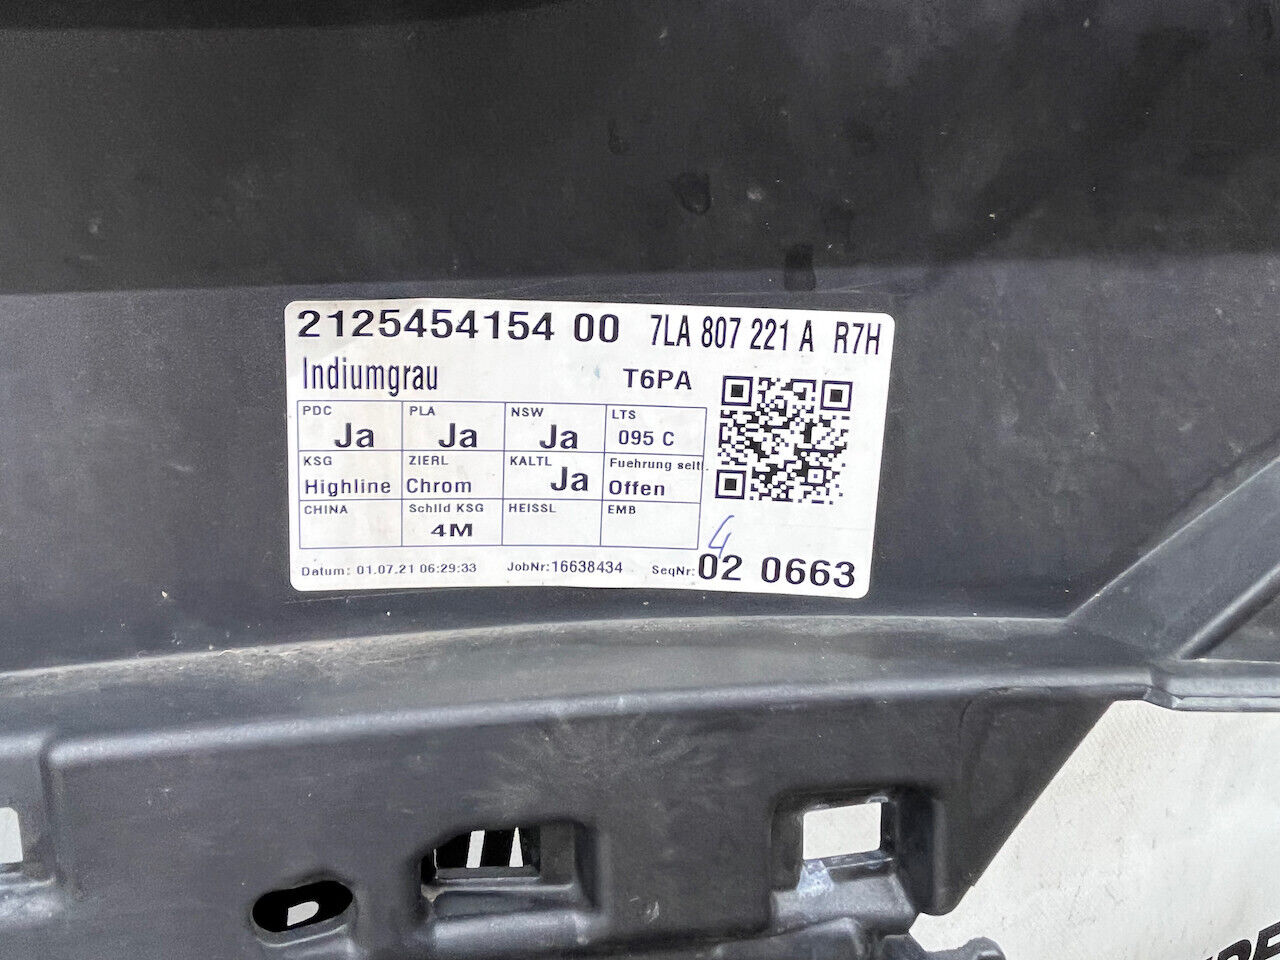 2125454154 00 7LA 807 221 A R7H
Indiumgrau T6PA
PDC PLA NSW LTS
Ja Ja Ja 095 C
KSG ZIERL KALTL Fuehrung seitl.
Highline Chrom Ja Offen
CHINA Schild KSG HEISSL EMB
4M
4
Datum: 01.07.21 06:29:33 JobNr:16638434 SeqNr: 02 0663